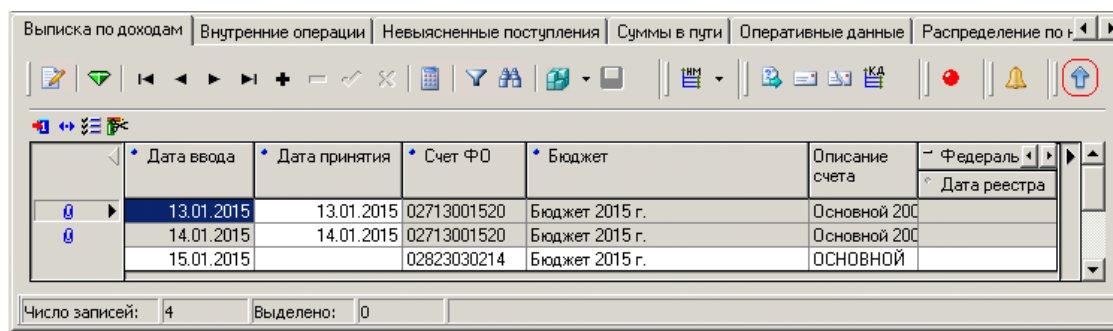 Выписка по доходам Внутренние операции Невыясненные поступления Суммы в пути Оперативные данные Распределение по
НМ КД
Дата ввода Дата принятия Счет ФО Бюджет Описание счета Федераль
Дата реестра
13.01.2015 13.01.2015 02713001520 Бюджет 2015 г. Основной 200
14.01.2015 14.01.2015 02713001520 Бюджет 2015 г. Основной 200
15.01.2015 02823030214 Бюджет 2015 г. ОСНОВНОЙ
Число записей: 4 Выделено: 0